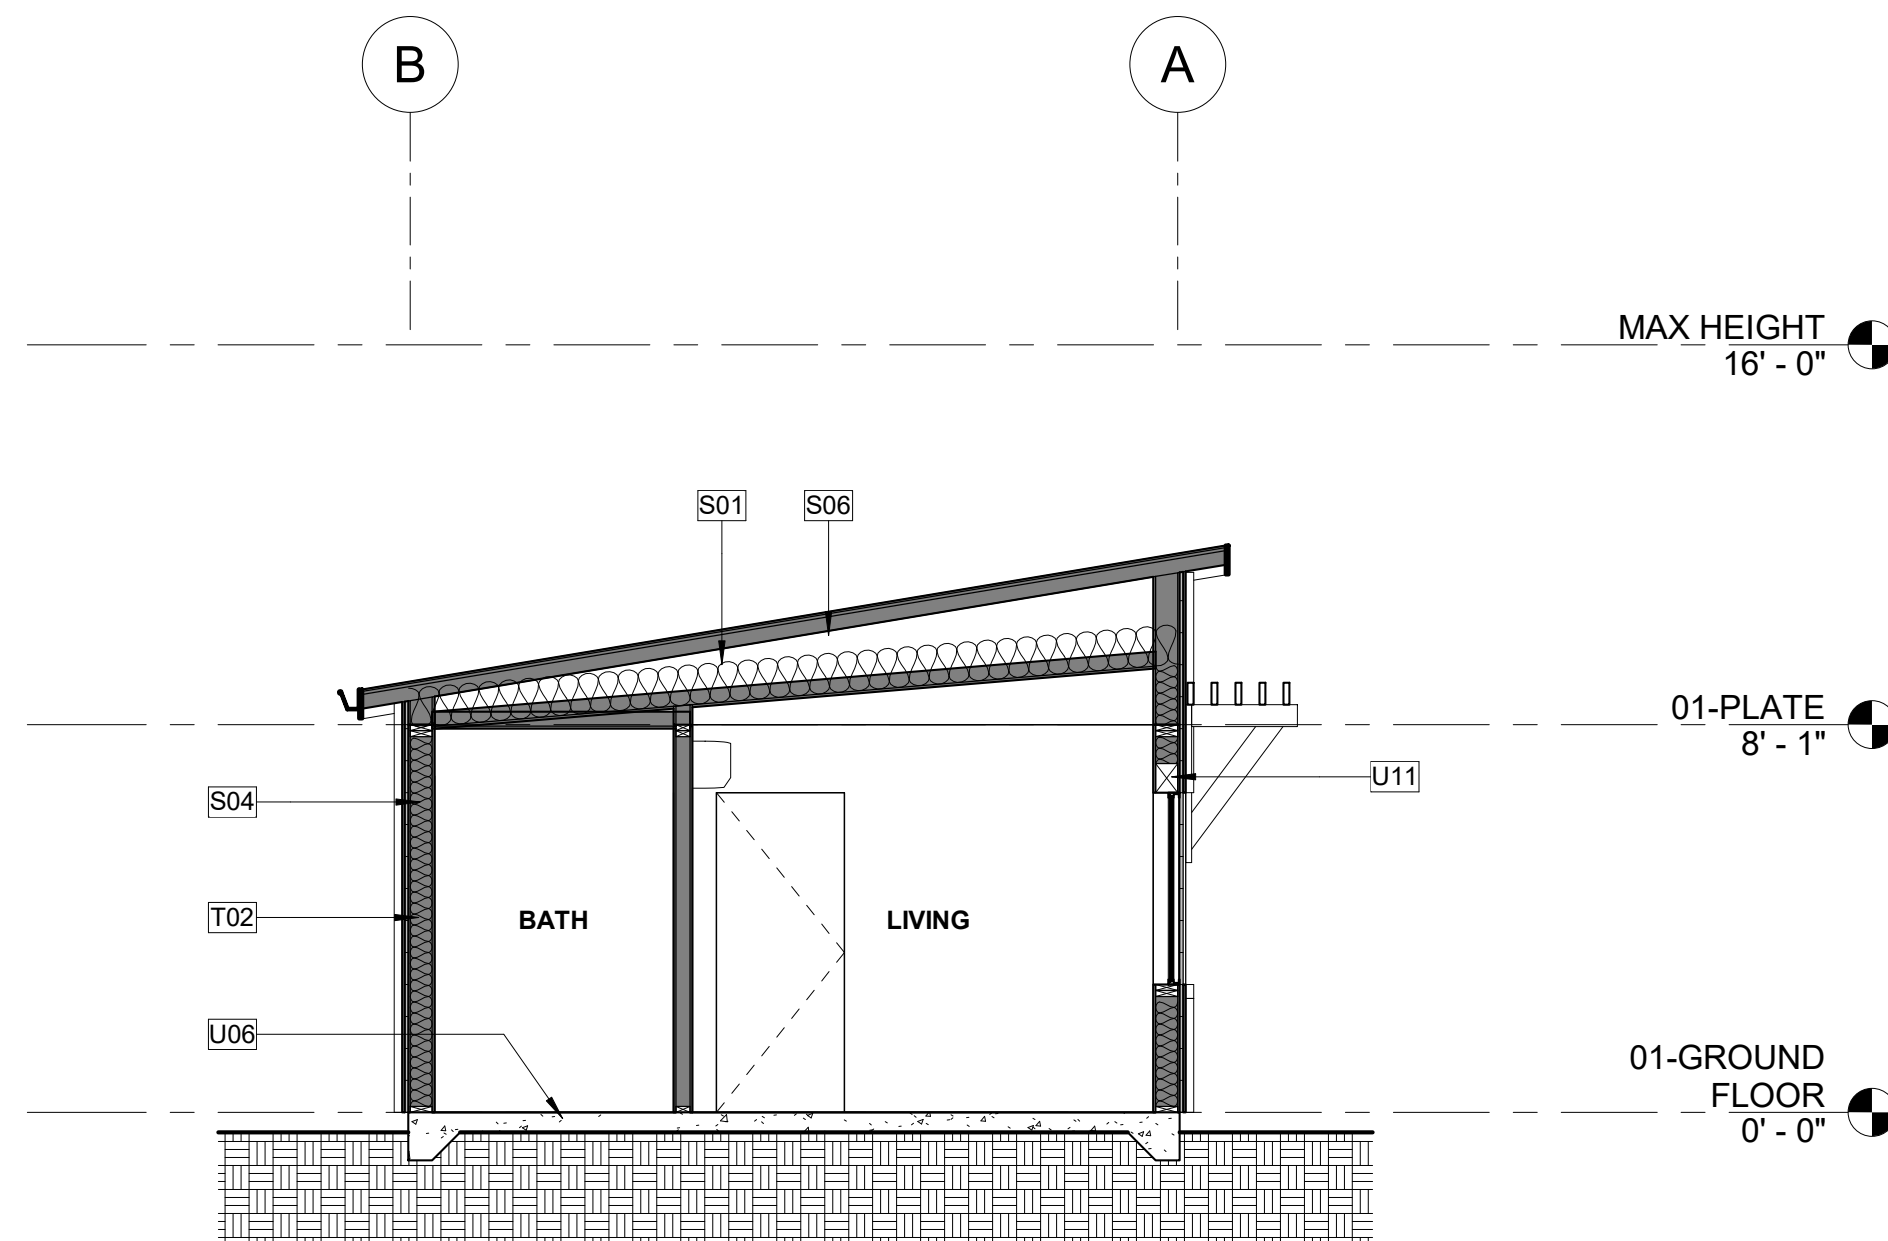 B
A
MAX HEIGHT
16' - 0"
S01
S06
01-PLATE
8' - 1"
U11
S04
T02
BATH
LIVING
U06
01-GROUND
FLOOR
0' - 0"